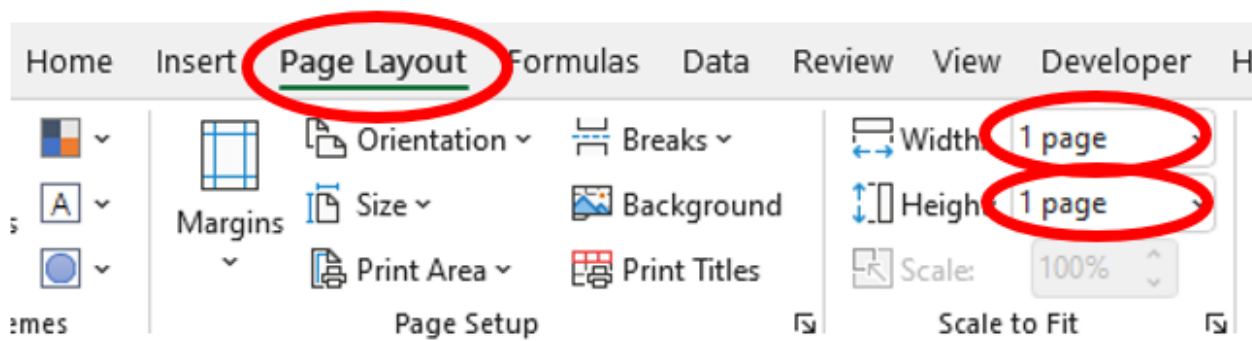 Home Insert Page Layout Formulas Data Review View Developer H
Orientation Breaks Width: 1 page
A Size Background Height: 1 page
Margins
Print Area Print Titles Scale: 100%
emes Page Setup Scale to Fit